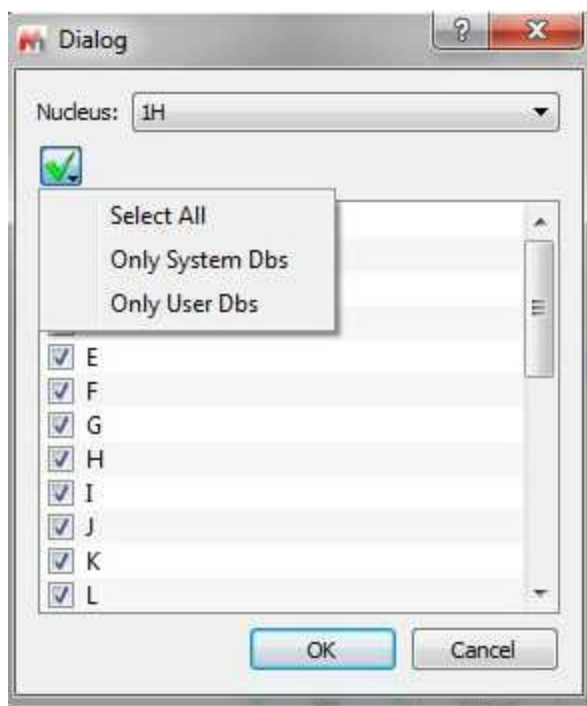 Dialog
?
Nucleus: 1H
Select All
Only System Dbs
Only User Dbs
E
F
G
H
I
J
K
L
OK Cancel